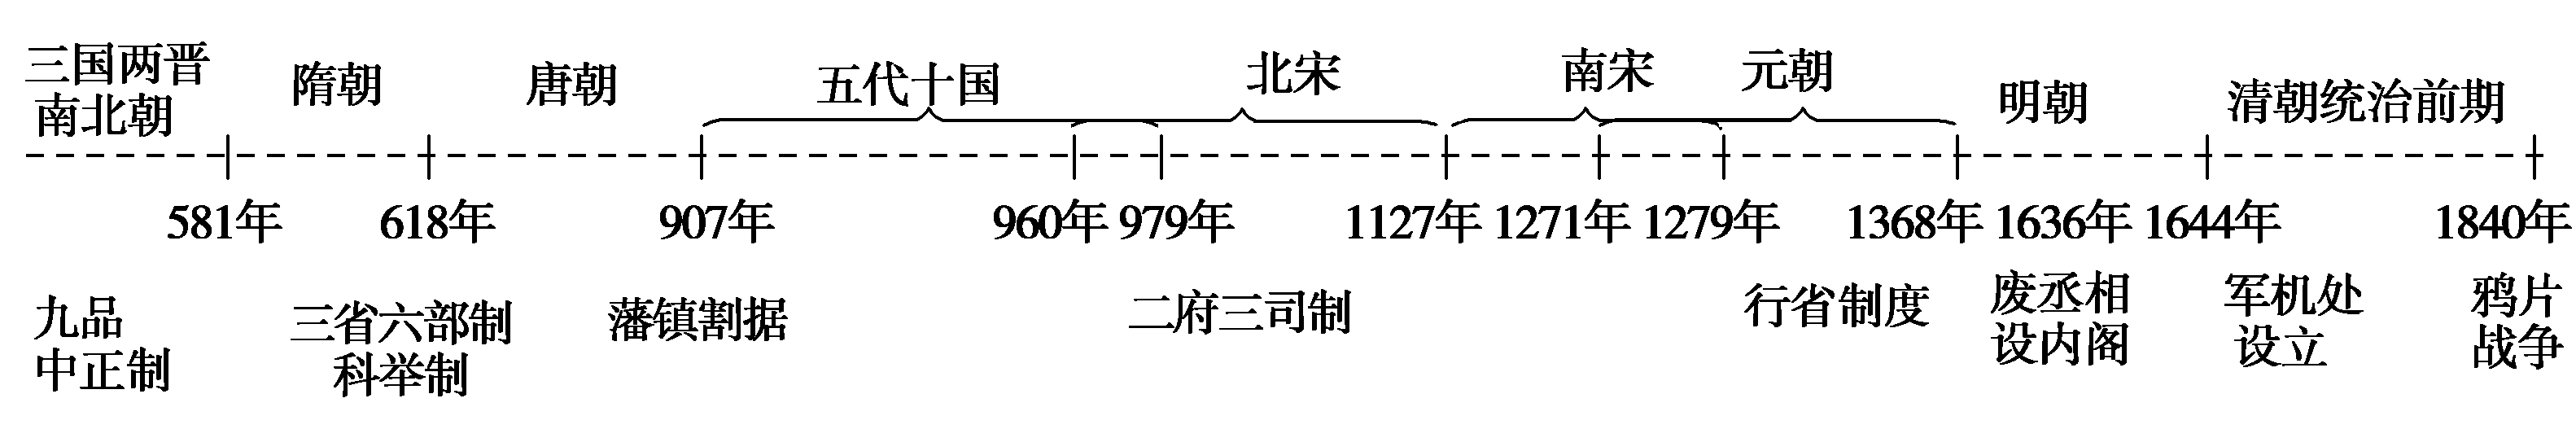 三国两晋
南北朝
隋朝
唐朝
五代十国
北宋
南宋
元朝
明朝
清朝统治前期
581年
618年
907年
960年
979年
1127年
1271年
1279年
1368年
1636年
1644年
1840年
九品
中正制
三省六部制
科举制
藩镇割据
二府三司制
行省制度
废丞相
设内阁
军机处
设立
鸦片
战争